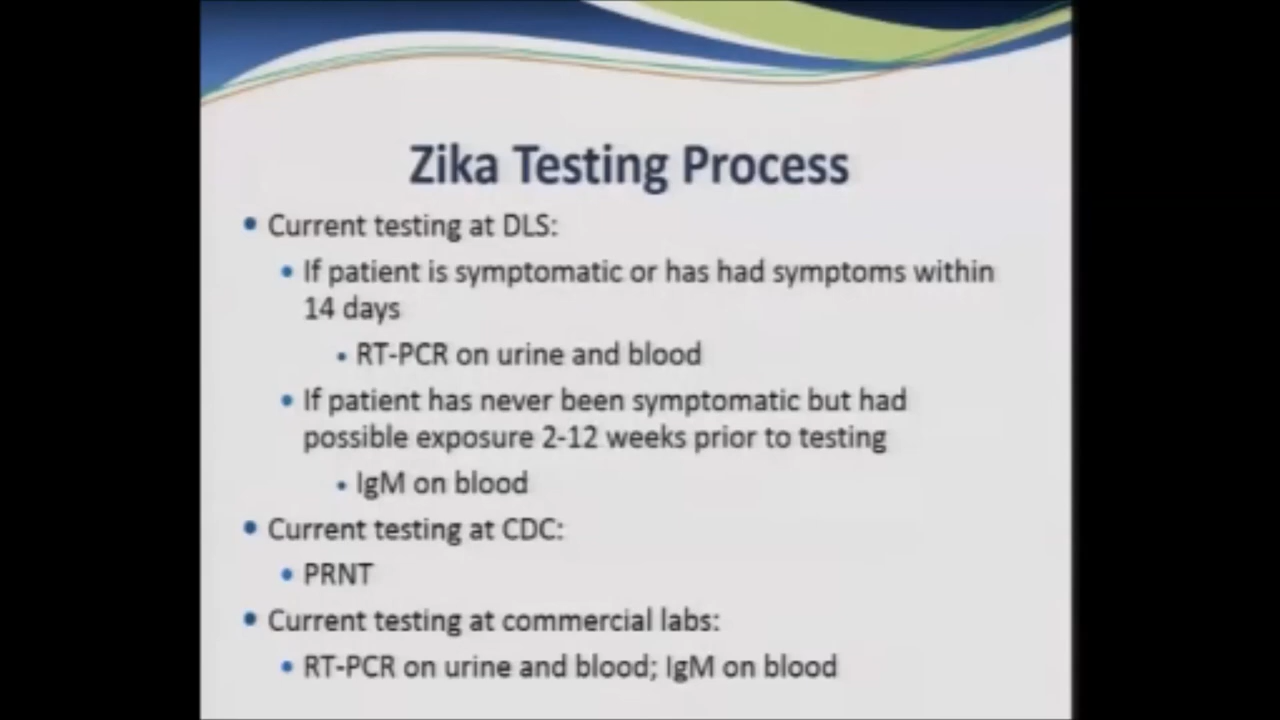 Zika Testing Process
• Current testing at DLS:
• If patient is symptomatic or has had symptoms within
14 days
• RT-PCR on urine and blood
• If patient has never been symptomatic but had
possible exposure 2-12 weeks prior to testing
• IgM on blood
• Current testing at CDC:
• PRNT
• Current testing at commercial labs:
• RT-PCR on urine and blood; IgM on blood